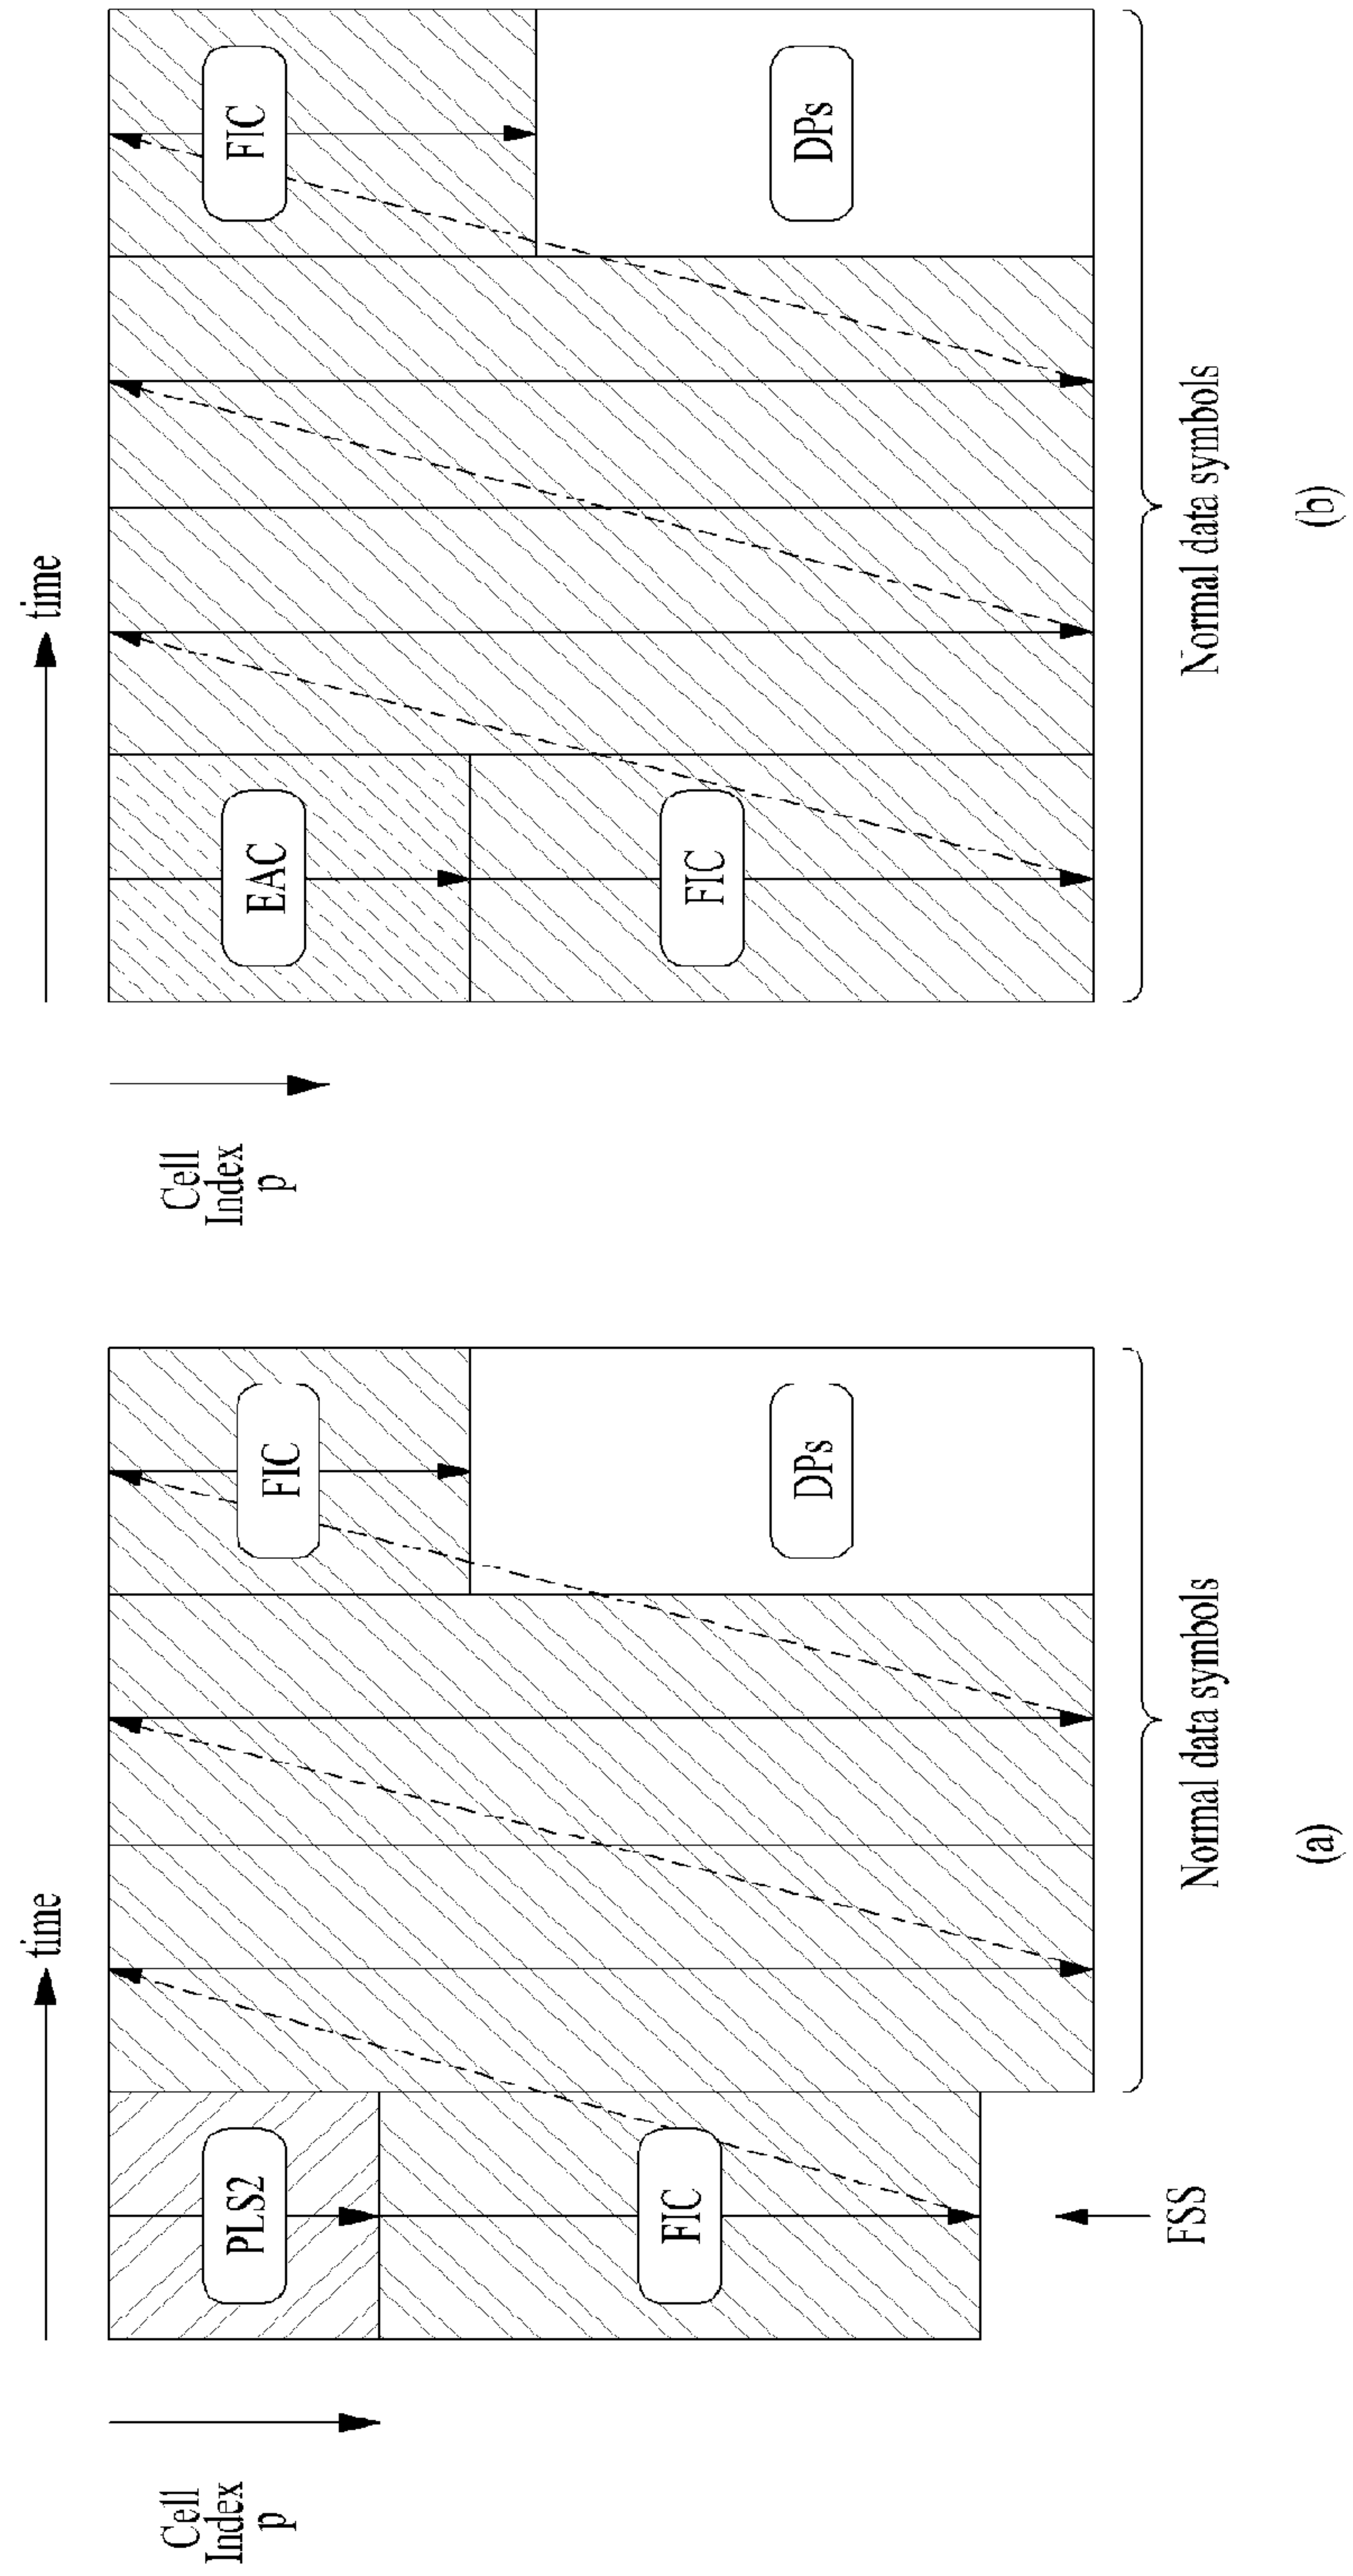 time
Cell
Index
p
PLS2
FIC
FIC
DPs
FSS
Normal data symbols
(a)
time
Cell
Index
p
EAC
FIC
FIC
DPs
Normal data symbols
(b)